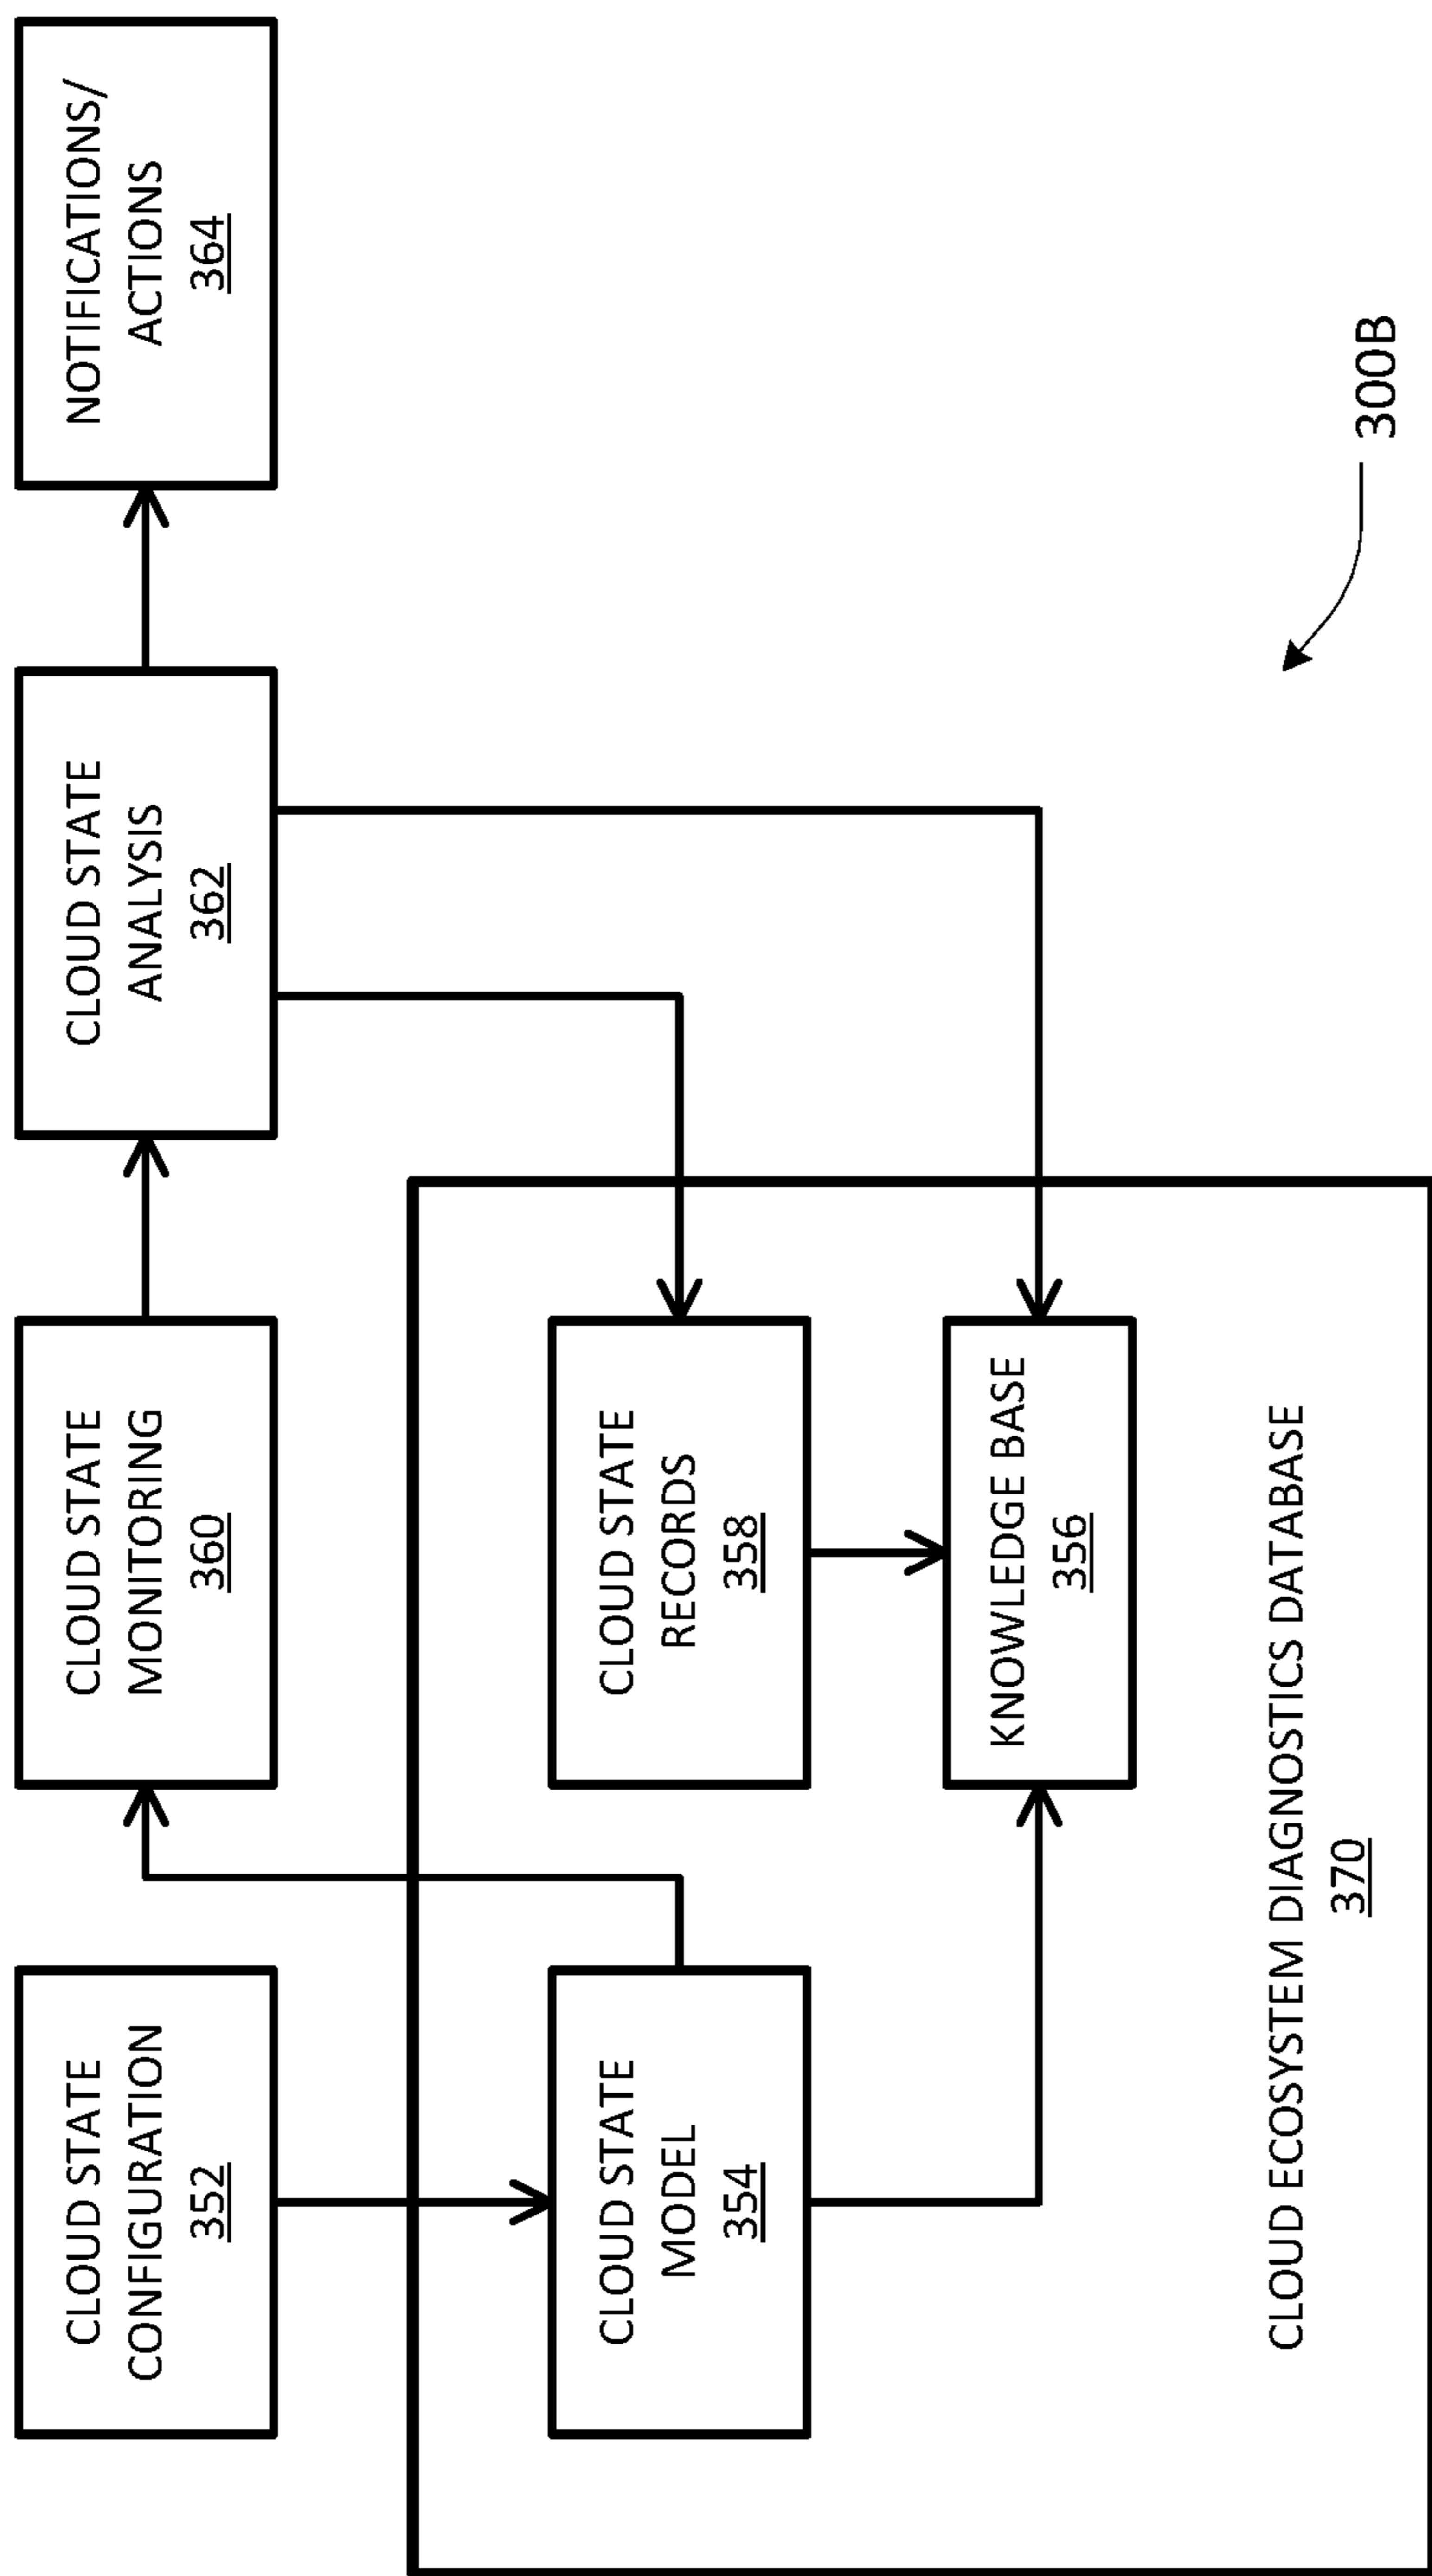 CLOUD STATE
CONFIGURATION
352
CLOUD STATE
MONITORING
360
CLOUD STATE
ANALYSIS
362
NOTIFICATIONS/
ACTIONS
364
CLOUD STATE
MODEL
354
CLOUD STATE
RECORDS
358
KNOWLEDGE BASE
356
CLOUD ECOSYSTEM DIAGNOSTICS DATABASE
370
300B